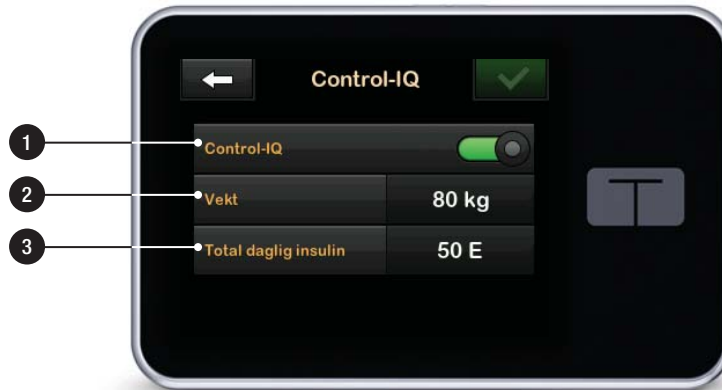 Control-IQ
1 Control-IQ
2 Vekt 80 kg
3 Total daglig insulin 50 E